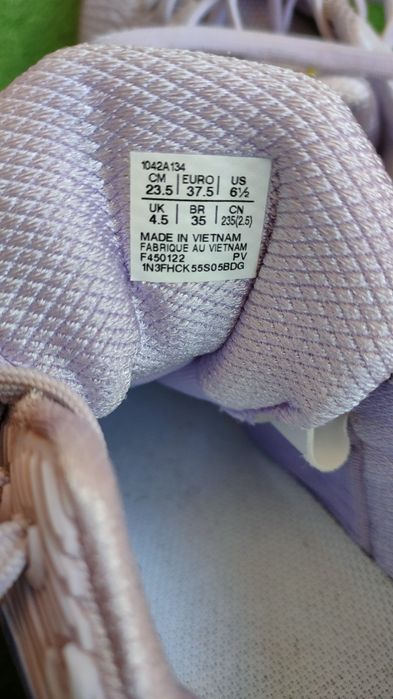 1042A134
CM EURO US
23.5 37.5 6½
UK BR CN
4.5 35 235(2.5)
MADE IN VIETNAM
FABRIQUE AU VIETNAM
F450122 PV
1N3FHCK55S05BDG